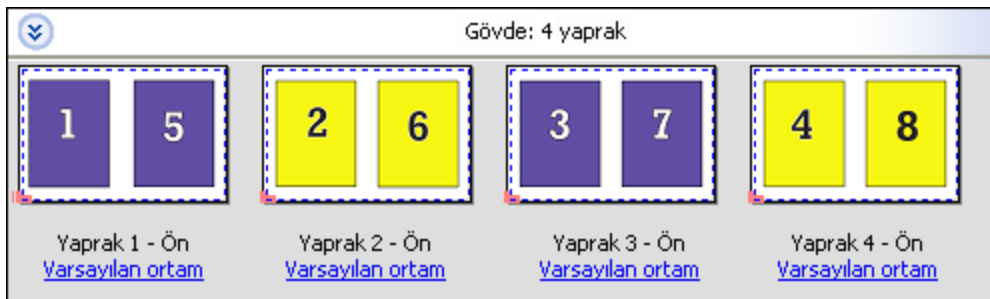 Gövde: 4 yaprak
1 5 2 6 3 7 4 8
Yaprak 1 - Ön Yaprak 2 - Ön Yaprak 3 - Ön Yaprak 4 - Ön
Varsayılan ortam Varsayılan ortam Varsayılan ortam Varsayılan ortam